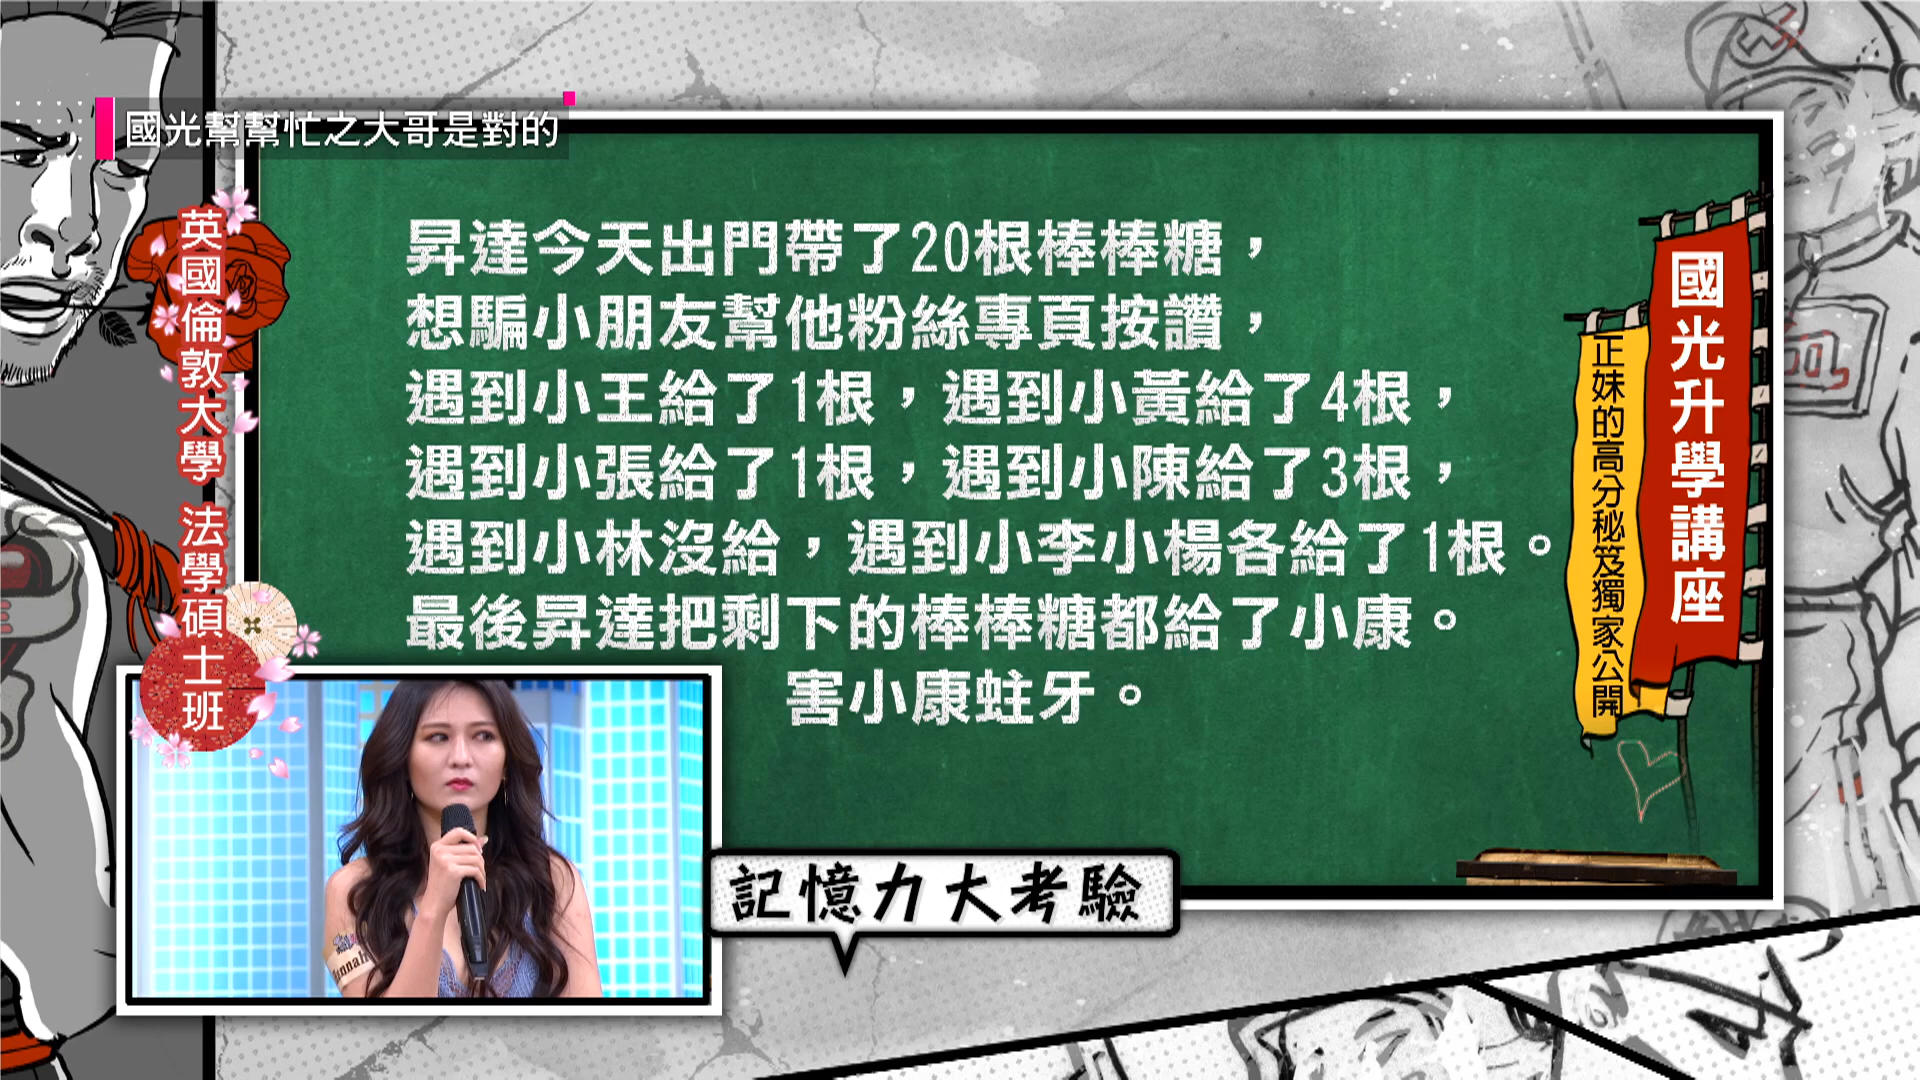 國光幫幫忙之大哥是對的
英國倫敦大學 法學碩士班
昇達今天出門帶了20根棒棒糖，
想騙小朋友幫他粉絲專頁按讚，
遇到小王給了1根，遇到小黃給了4根，
遇到小張給了1根，遇到小陳給了3根，
遇到小林沒給，遇到小李小楊各給了1根。
最後昇達把剩下的棒棒糖都給了小康。
害小康蛀牙。
國光升學講座
正妹的高分秘笈獨家公開
記憶力大考驗